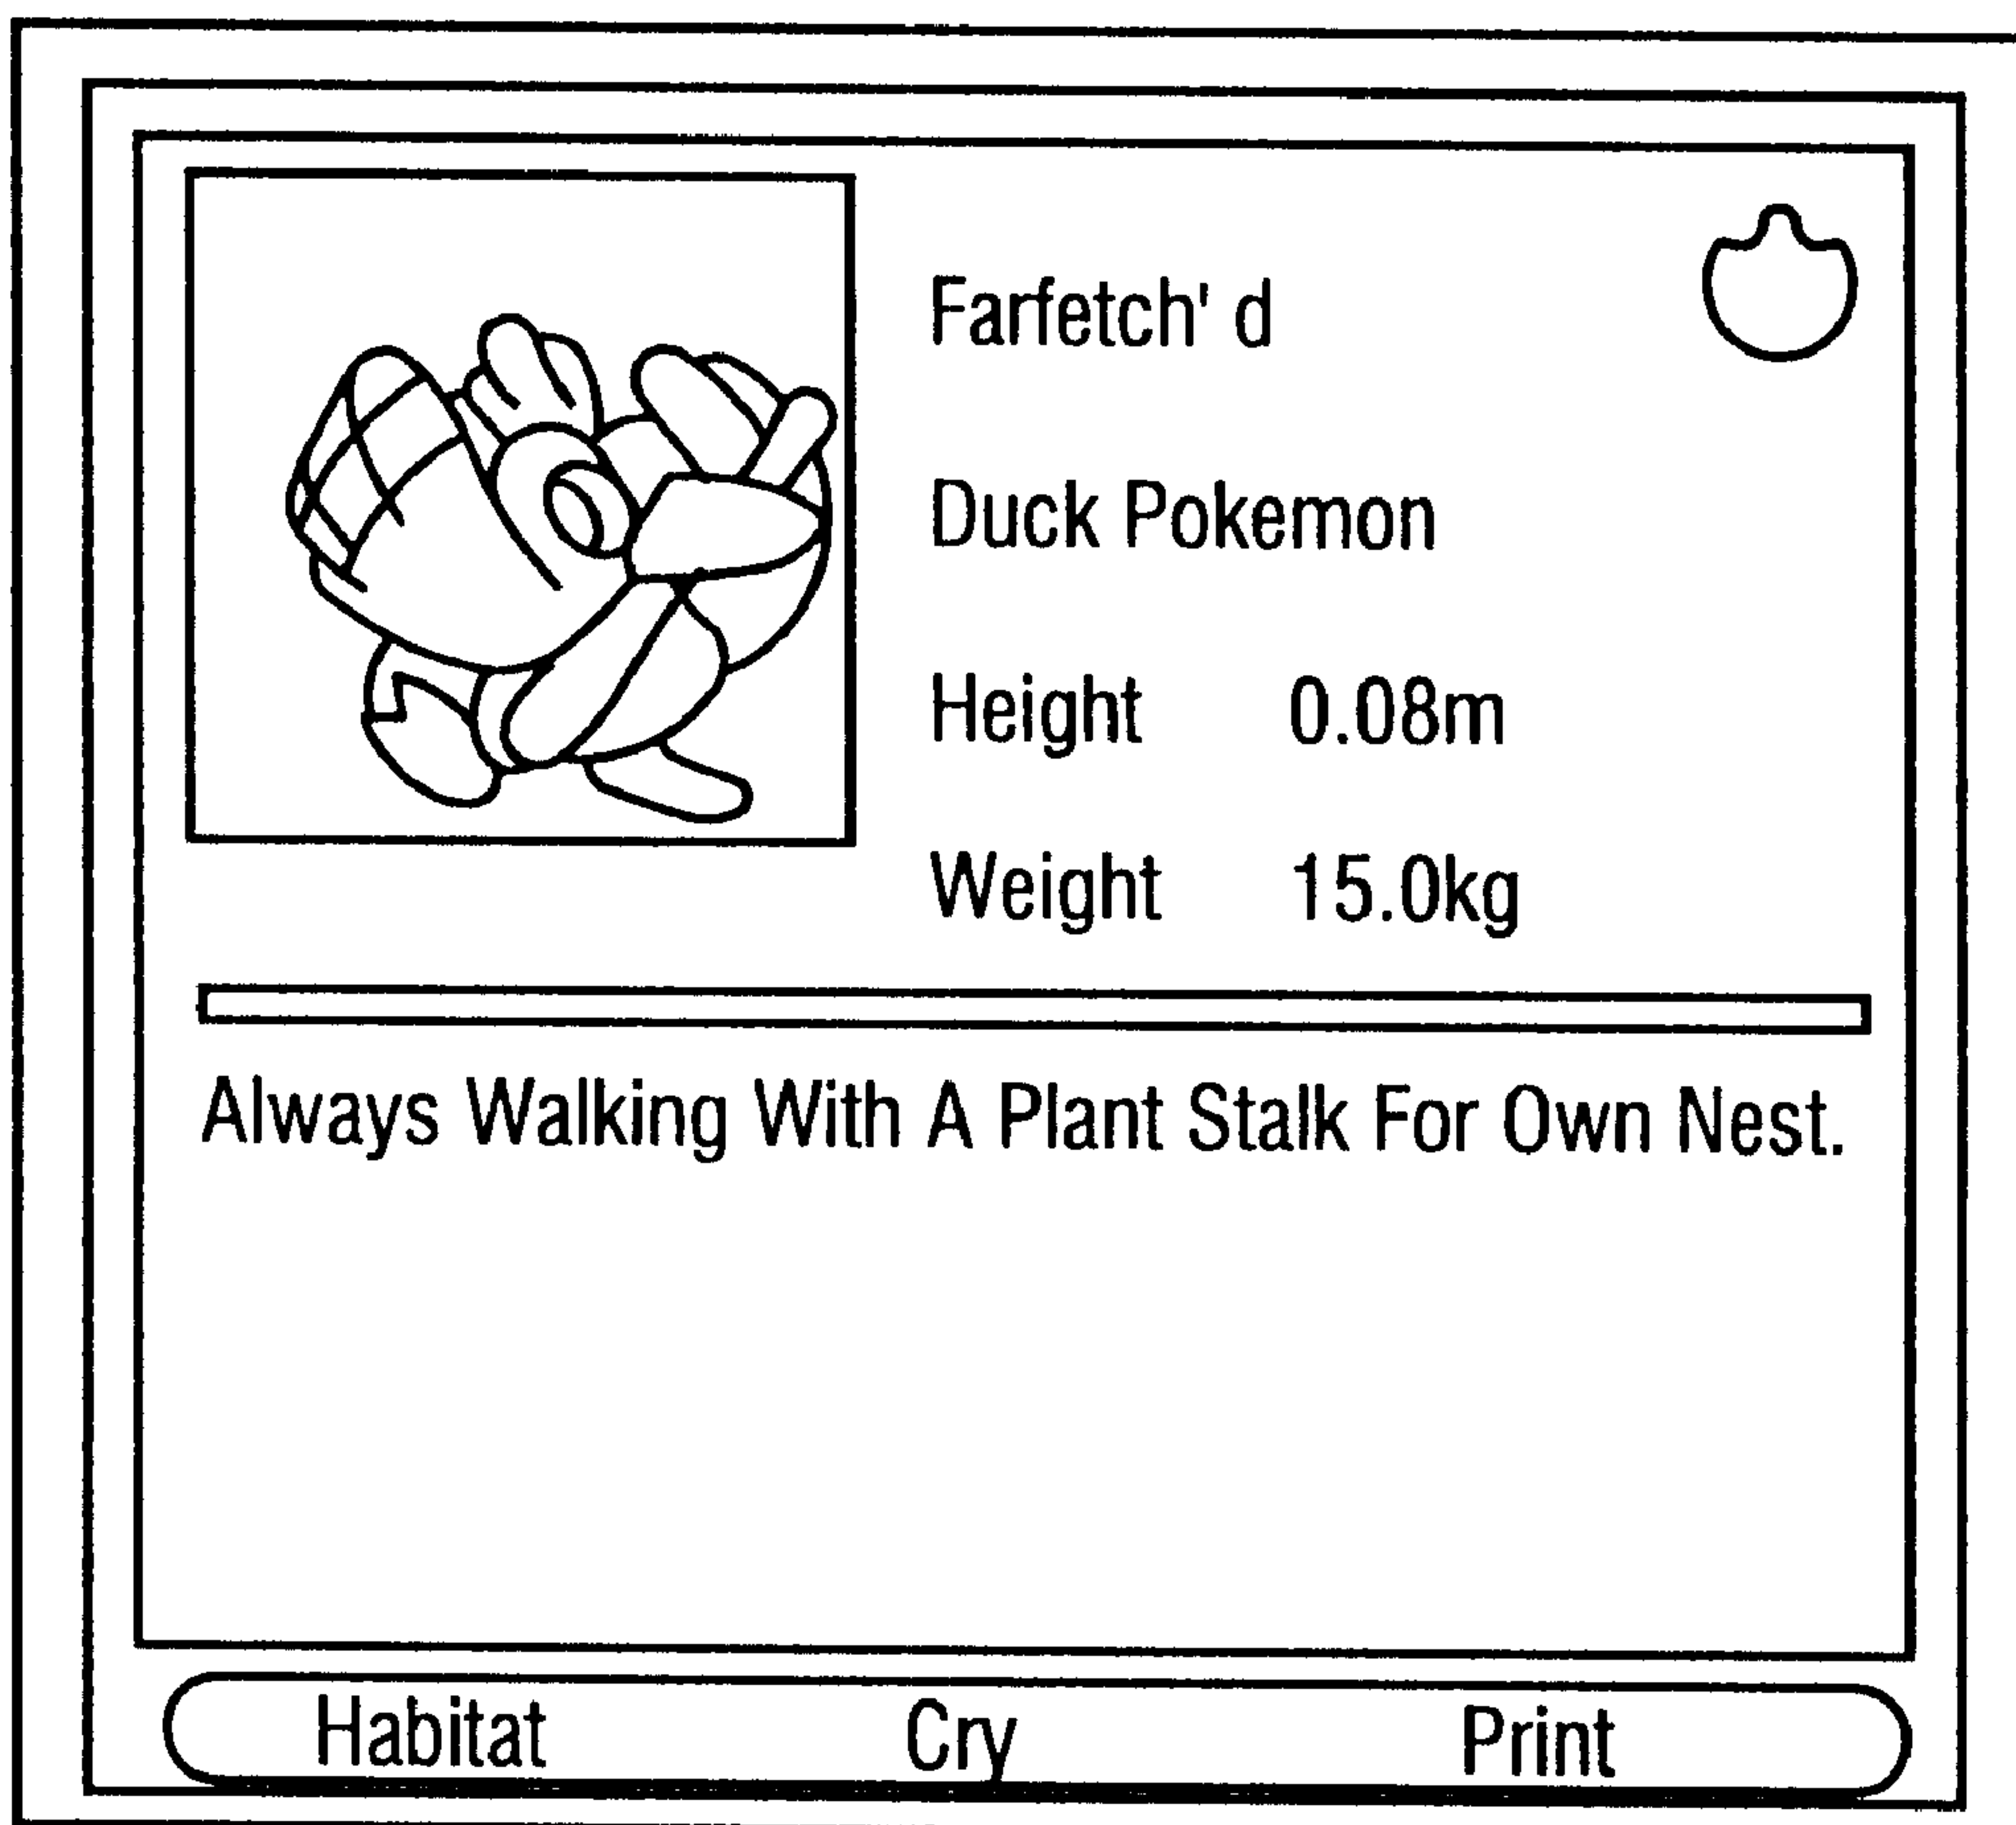 Farfetch' d
Duck Pokemon
Height 0.08m
Weight 15.0kg
Always Walking With A Plant Stalk For Own Nest.
Habitat Cry Print